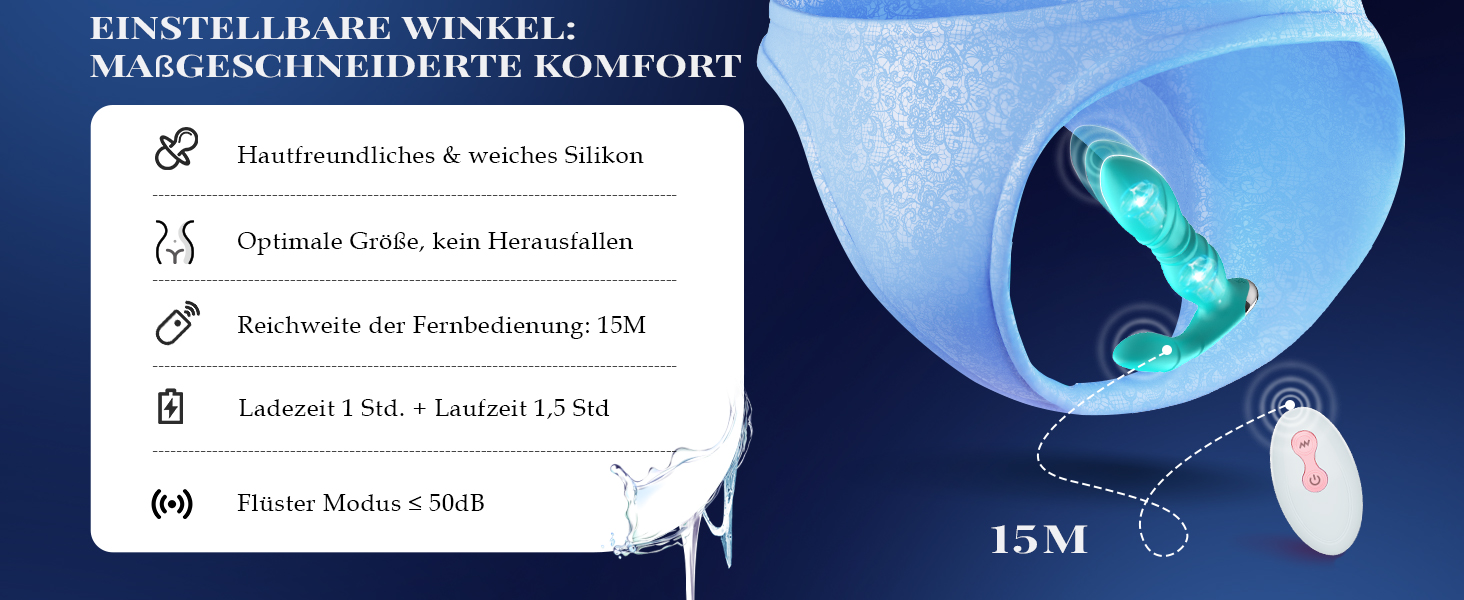 EINSTELLBARE WINKEL:
MAßGESCHNEIDERTE KOMFORT
Hautfreundliches & weiches Silikon
Optimale Größe, kein Herausfallen
Reichweite der Fernbedienung: 15M
Ladezeit 1 Std. + Laufzeit 1,5 Std
Flüster Modus ≤ 50dB
15M